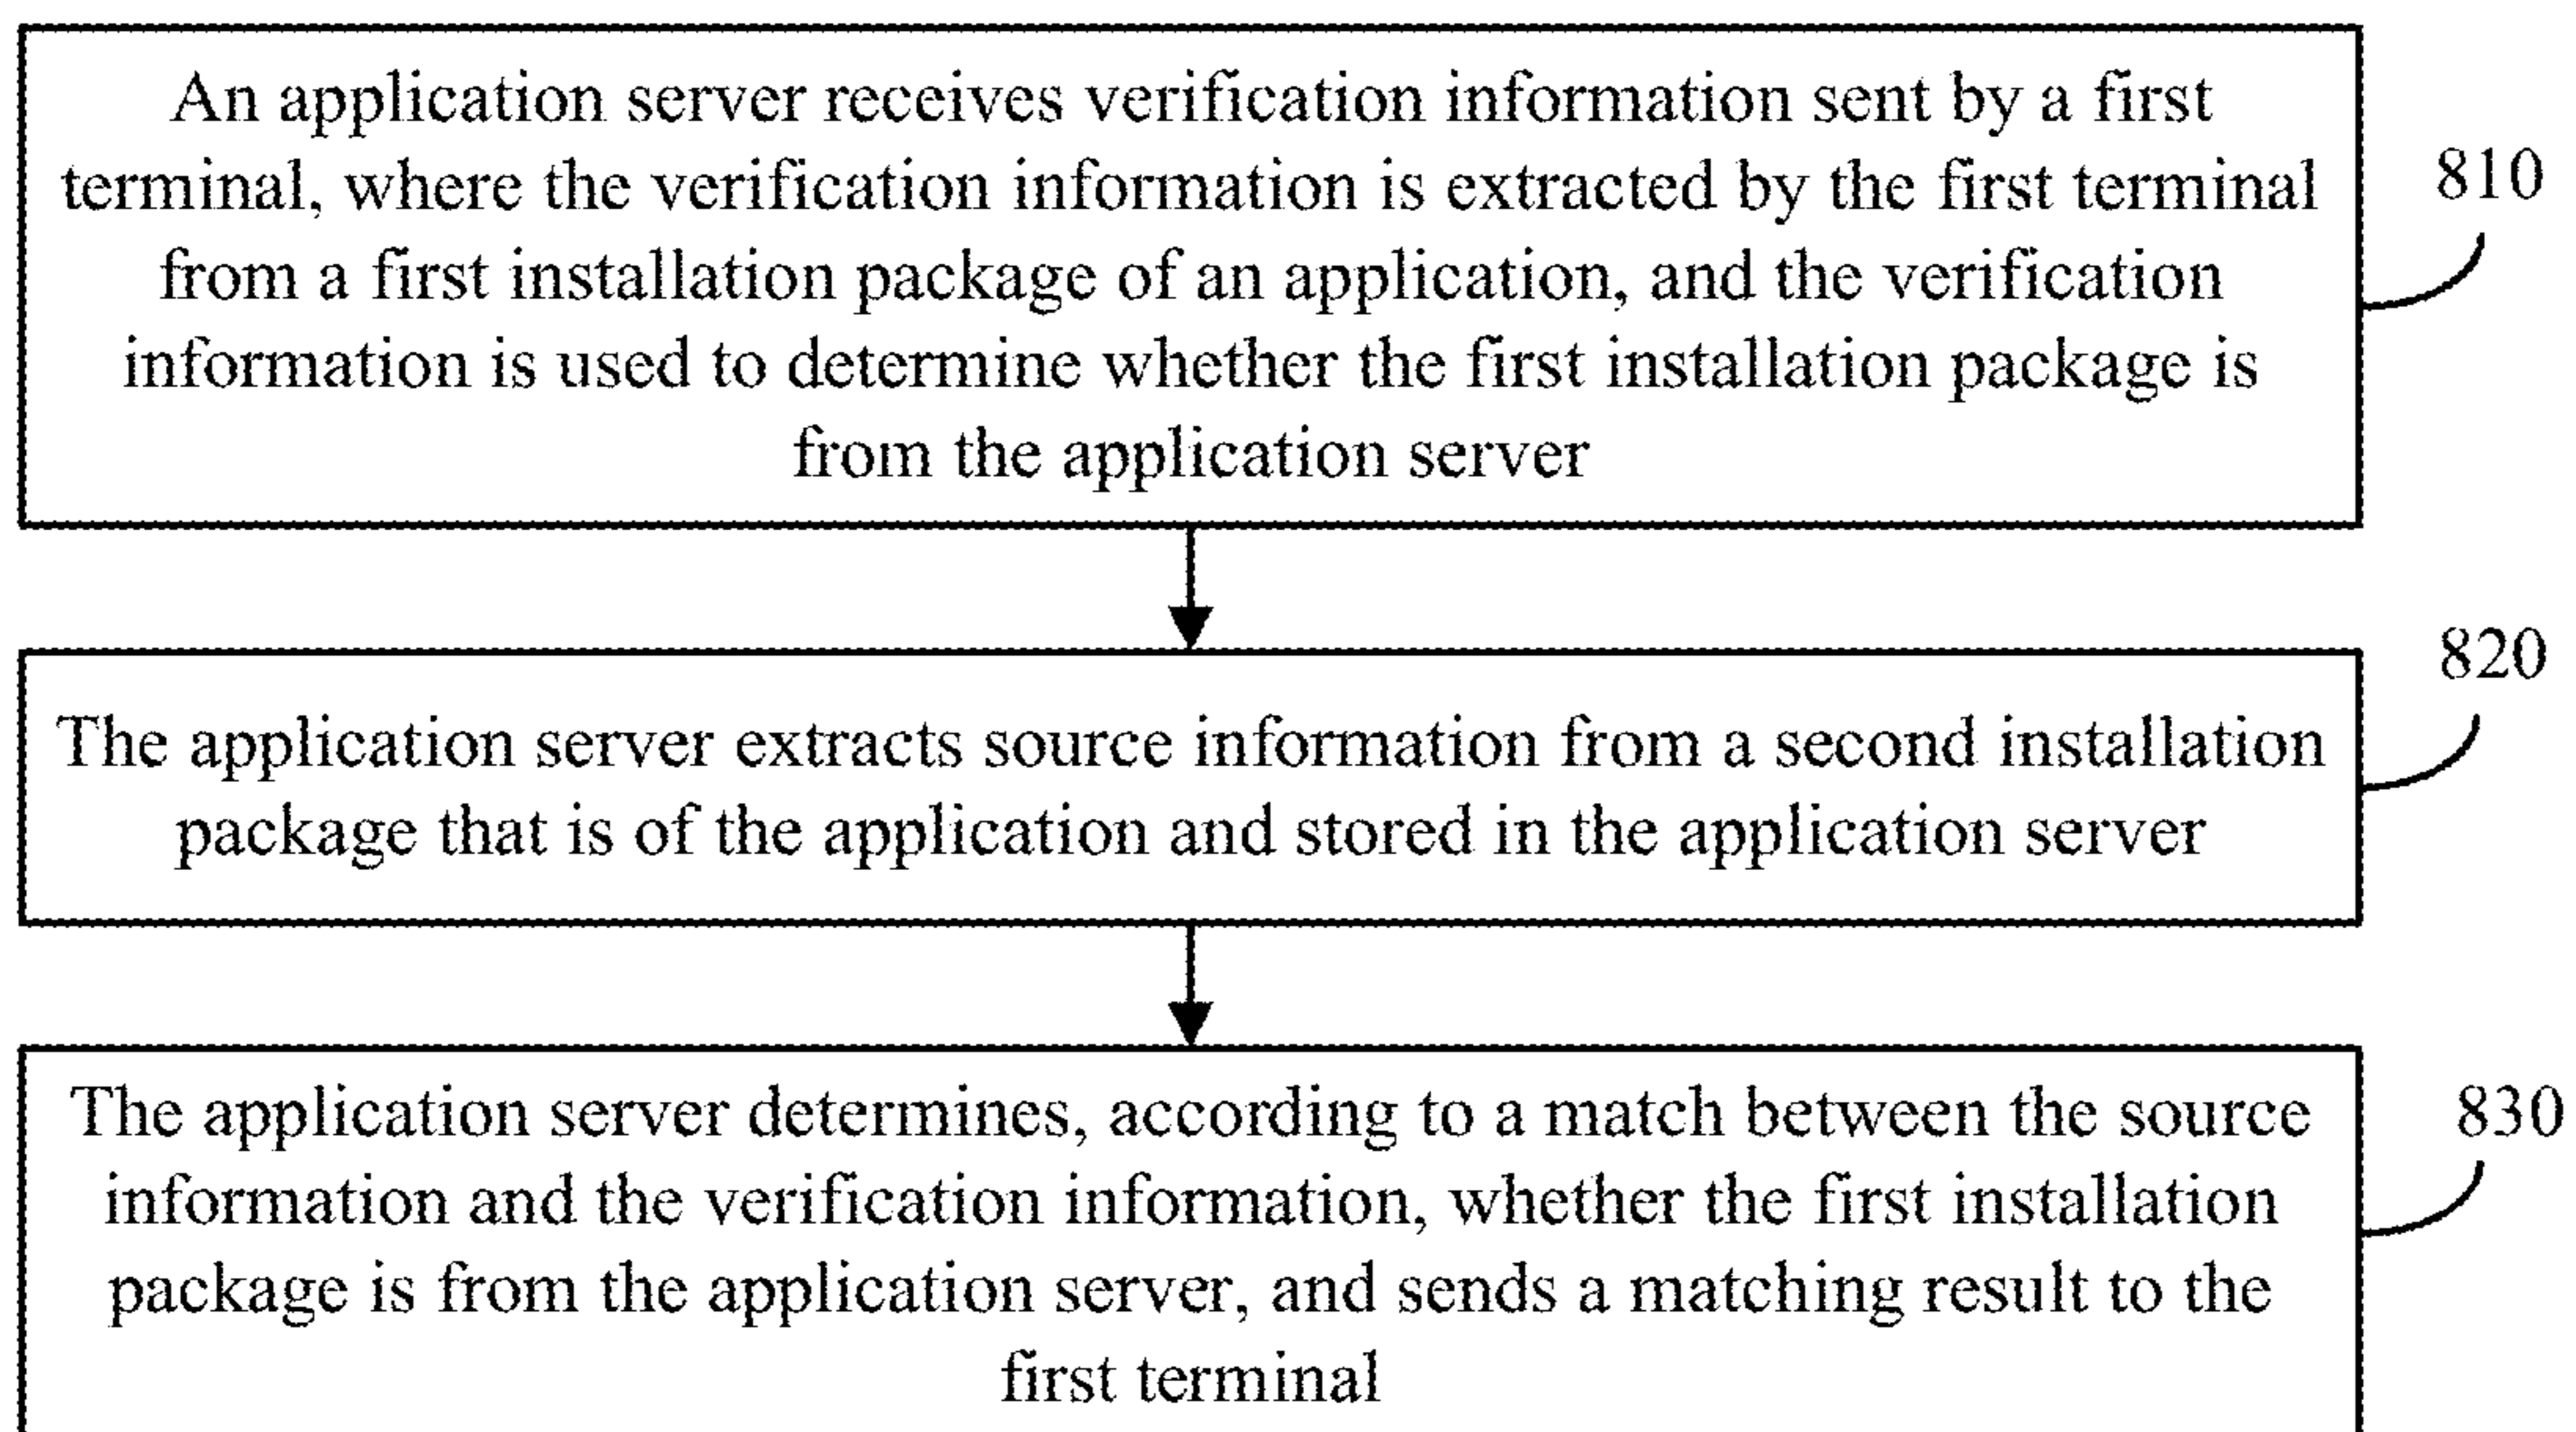 An application server receives verification information sent by a first
terminal, where the verification information is extracted by the first terminal
from a first installation package of an application, and the verification
information is used to determine whether the first installation package is
from the application server
810
The application server extracts source information from a second installation
package that is of the application and stored in the application server
820
The application server determines, according to a match between the source
information and the verification information, whether the first installation
package is from the application server, and sends a matching result to the
first terminal
830